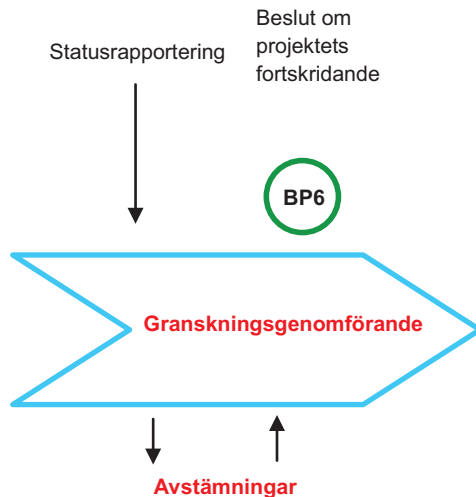 Statusrapportering
Beslut om
projektets
fortskridande
BP6
Granskningsgenomförande
Avstämningar